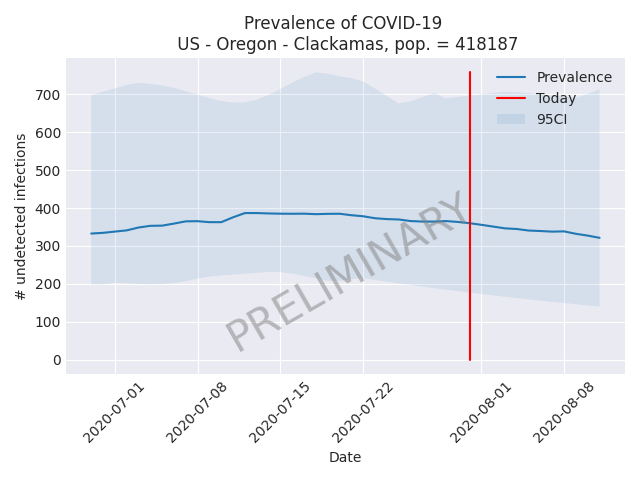 Prevalence of COVID-19
US - Oregon - Clackamas, pop. = 418187
# undetected infections
700
600
500
400
300
200
100
0
Prevalence
Today
95CI
PRELIMINARY
2020-07-01
2020-07-08
2020-07-15
2020-07-22
2020-08-01
2020-08-08
Date